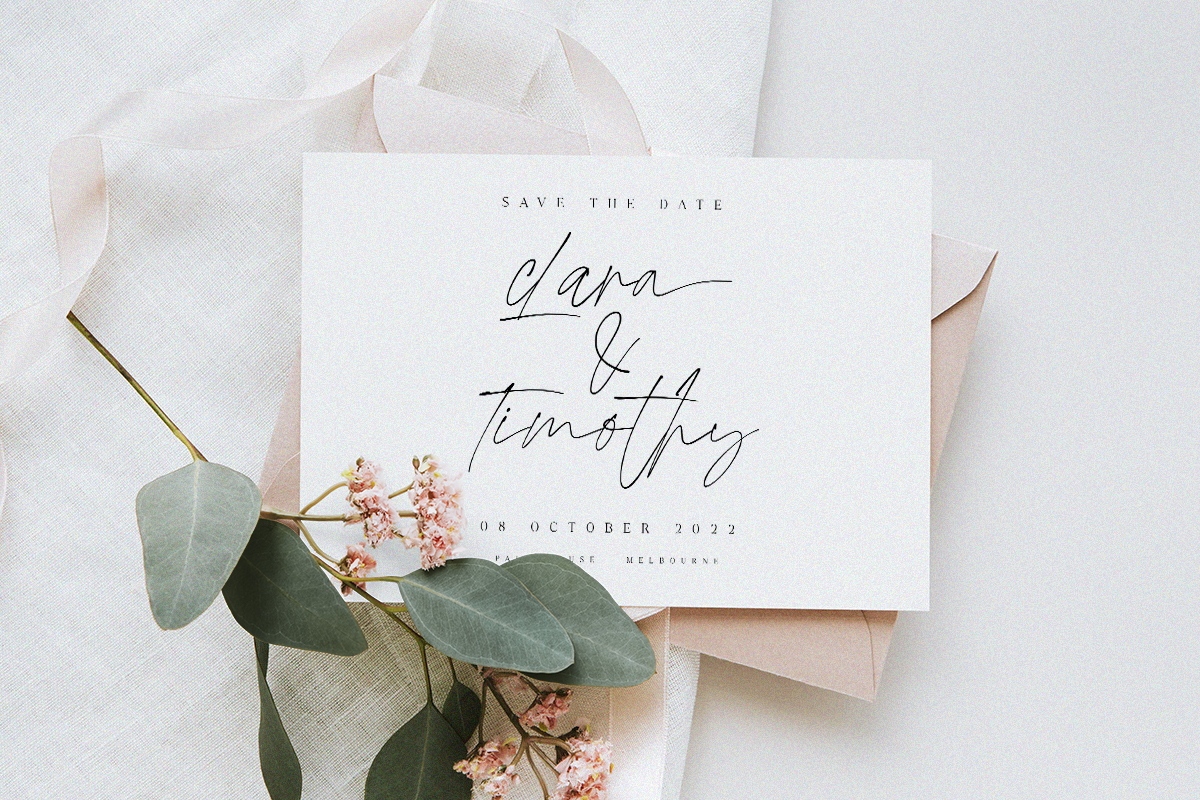 SAVE THE DATE
clara
&
timothy
08 OCTOBER 2022
MELBOURNE